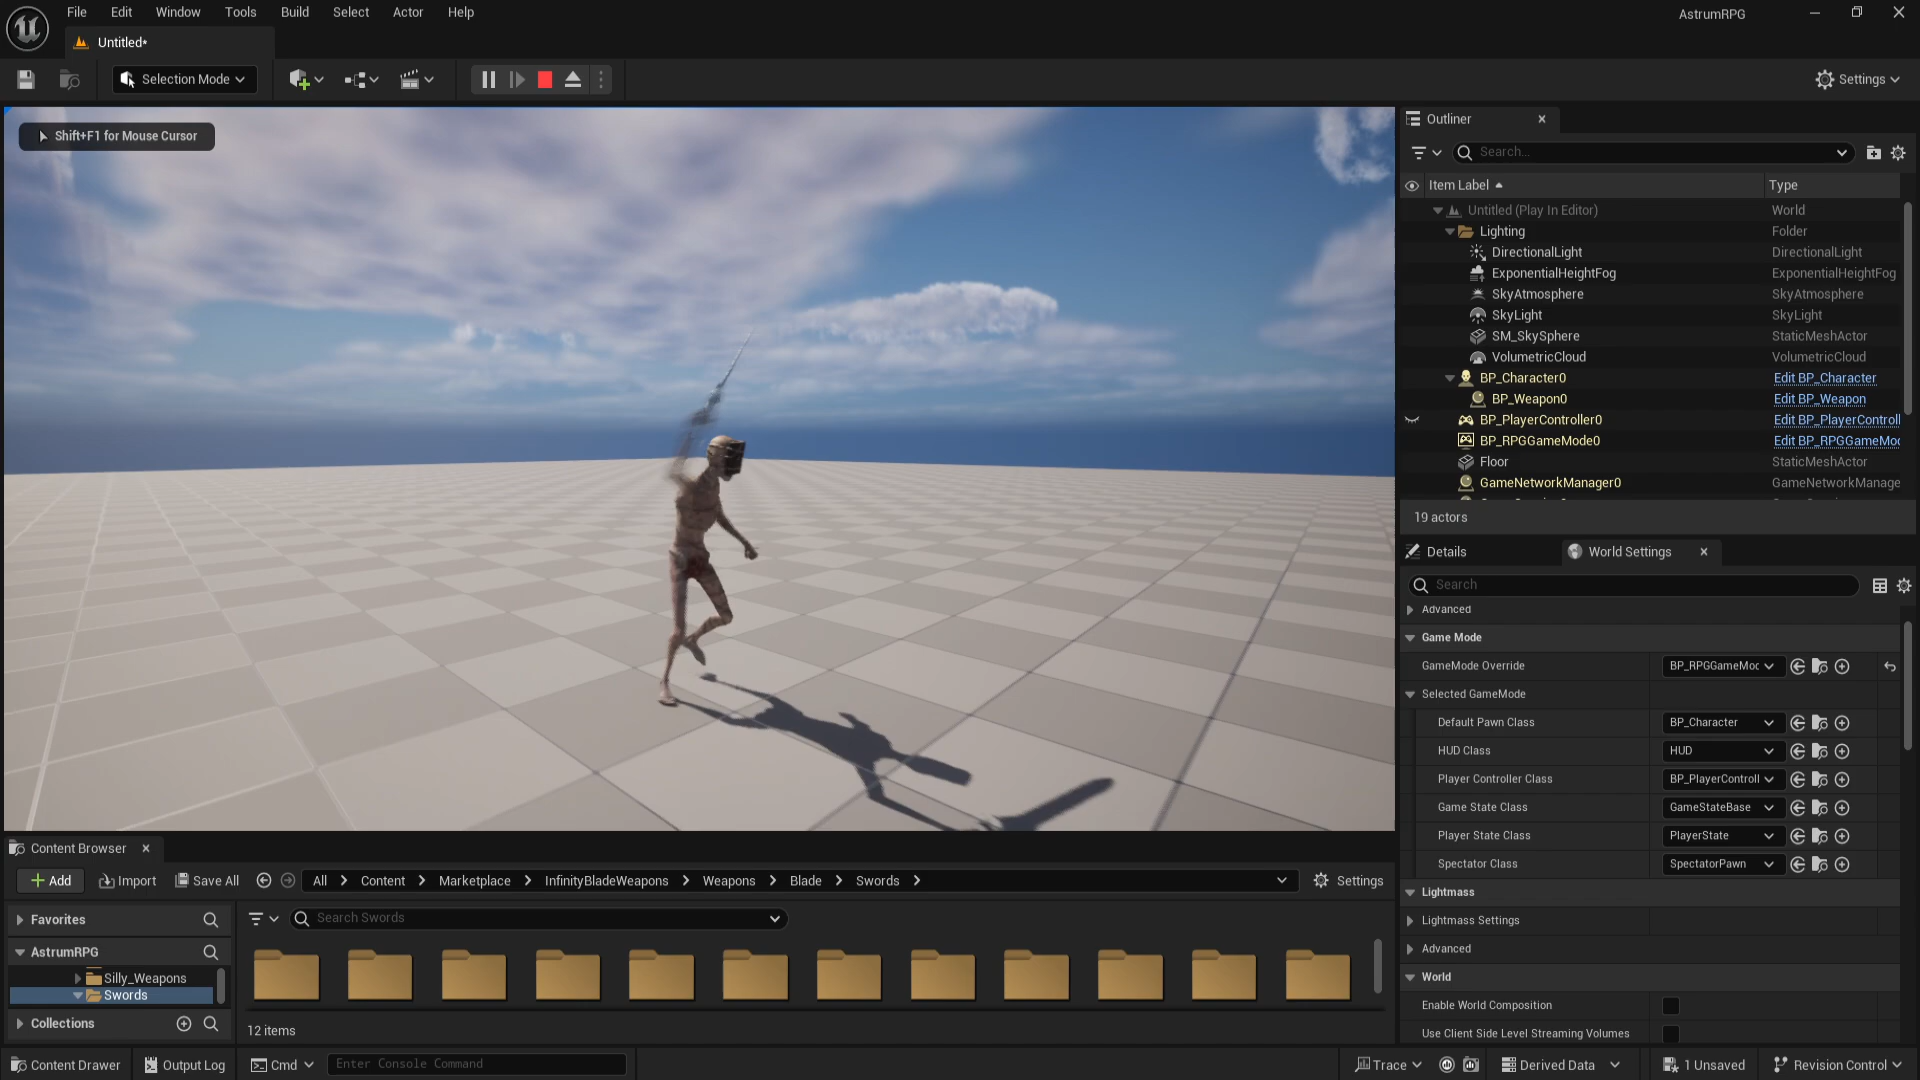 File Edit Window Tools Build Select Actor Help
AstrumRPG
Untitled*
Selection Mode
Settings
Shift+F1 for Mouse Cursor
Outliner
Search...
Item Label Type
Untitled (Play In Editor) World
Lighting Folder
DirectionalLight DirectionalLight
ExponentialHeightFog ExponentialHeightFog
SkyAtmosphere SkyAtmosphere
SkyLight SkyLight
SM_SkySphere StaticMeshActor
VolumetricCloud VolumetricCloud
BP_Character0 Edit BP_Character
BP_Weapon0 Edit BP_Weapon
BP_PlayerController0 Edit BP_PlayerControll
BP_RPGGameMode0 Edit BP_RPGGameMod
Floor StaticMeshActor
GameNetworkManager0 GameNetworkManage
19 actors
Details World Settings
Search
Advanced
Game Mode
GameMode Override BP_RPGGameMod
Selected GameMode
Default Pawn Class BP_Character
HUD Class HUD
Player Controller Class BP_PlayerControll
Game State Class GameStateBase
Player State Class PlayerState
Spectator Class SpectatorPawn
Lightmass
Lightmass Settings
Advanced
World
Enable World Composition
Use Client Side Level Streaming Volumes
Content Browser
Add Import Save All All Content Marketplace InfinityBladeWeapons Weapons Blade Swords Settings
Favorites
Search Swords
AstrumRPG
Silly_Weapons
Swords
Collections
12 items
Content Drawer Output Log Cmd Enter Console Command Trace Derived Data 1 Unsaved Revision Control